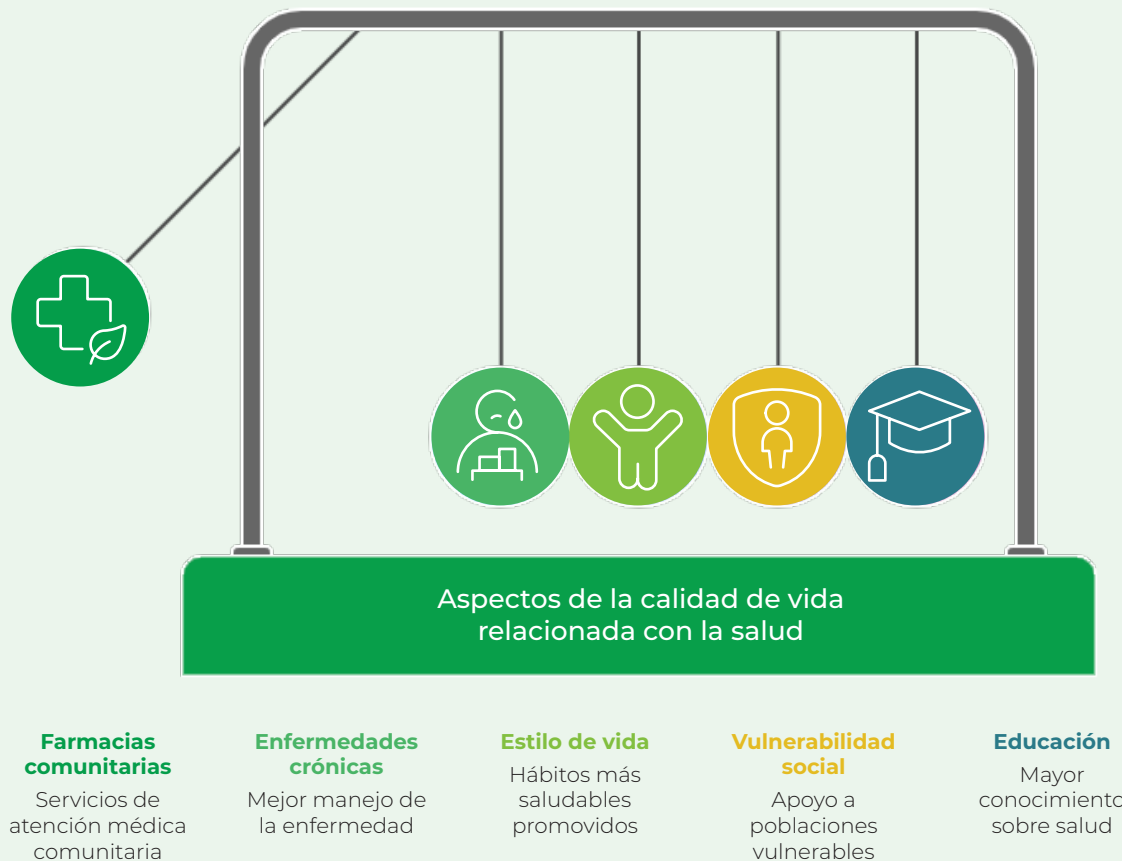 Aspectos de la calidad de vida
relacionada con la salud
Farmacias
comunitarias
Servicios de
atención médica
comunitaria
Enfermedades
crónicas
Mejor manejo de
la enfermedad
Estilo de vida
Hábitos más
saludables
promovidos
Vulnerabilidad
social
Apoyo a
poblaciones
vulnerables
Educación
Mayor
conocimiento
sobre salud